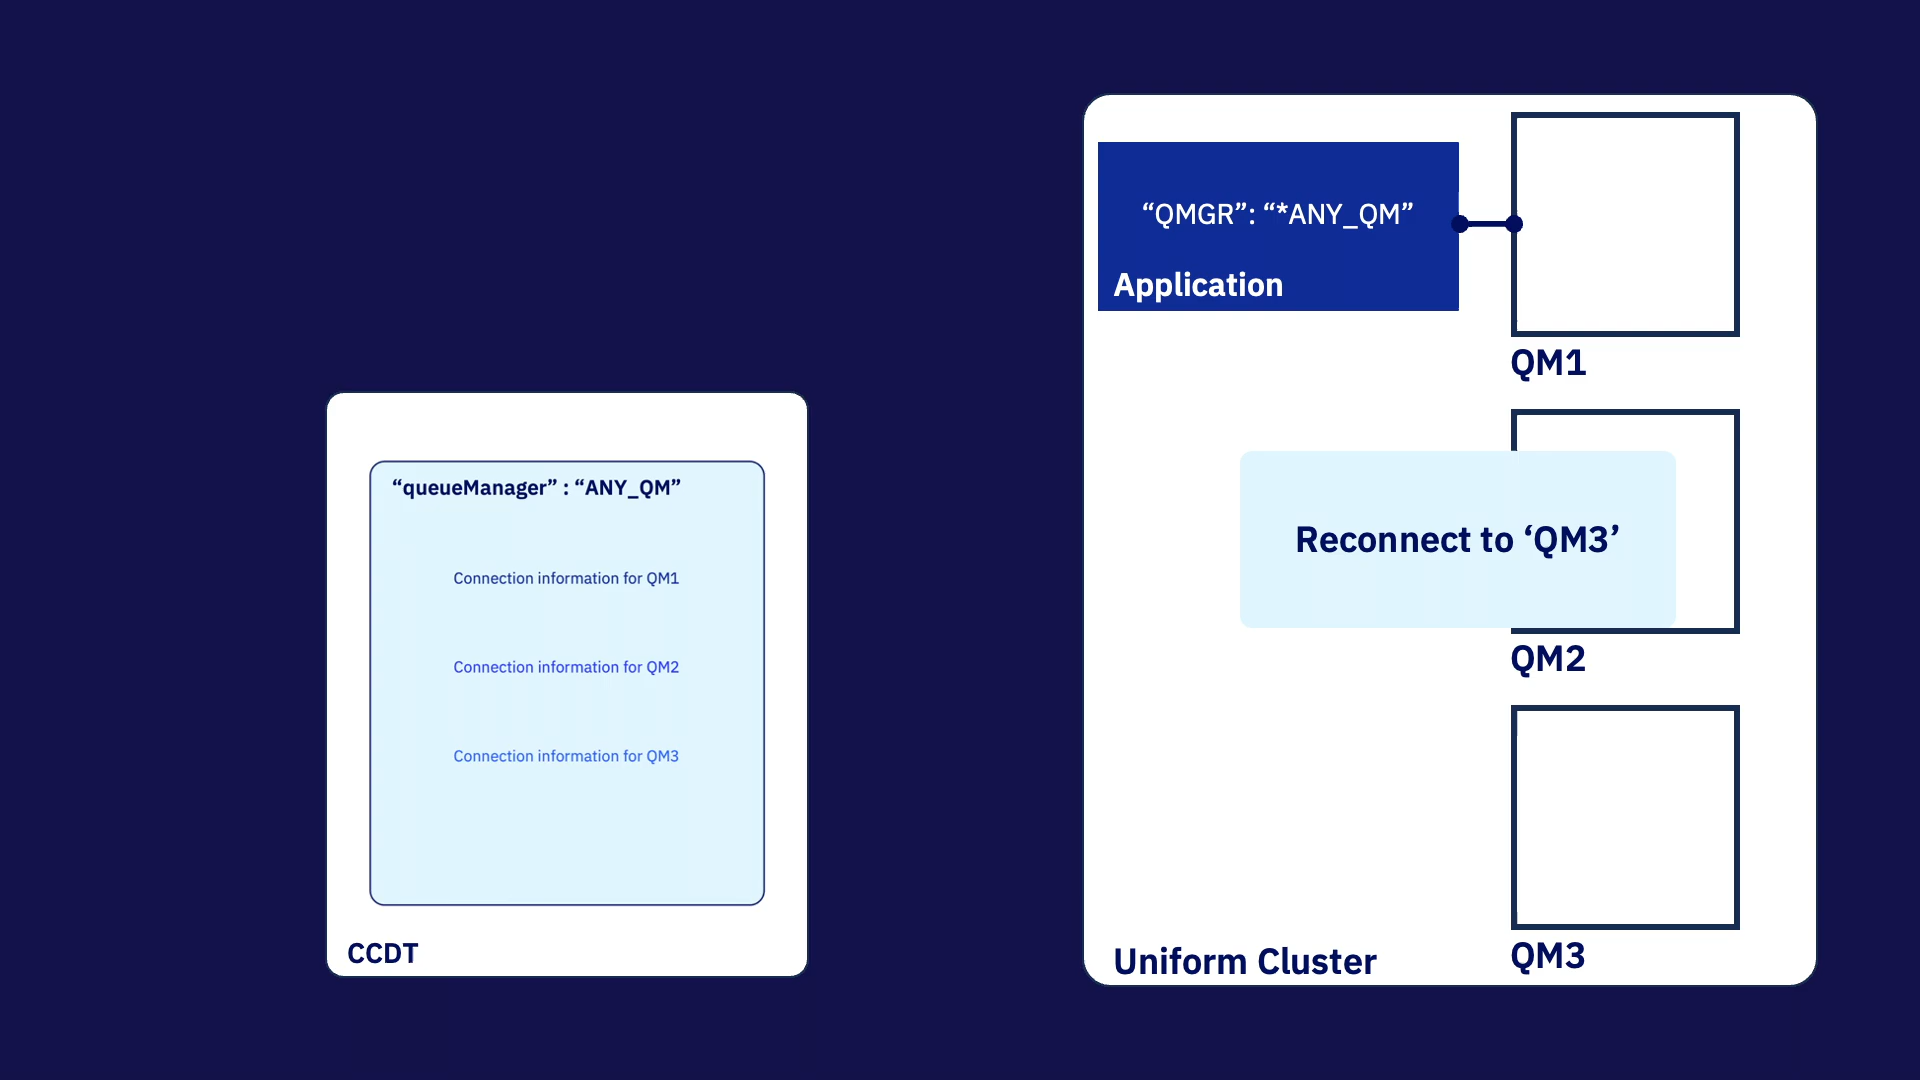 “queueManager” : “ANY_QM”
Connection information for QM1
Connection information for QM2
Connection information for QM3
CCDT
“QMGR”: “*ANY_QM”
Application
QM1
Reconnect to ‘QM3’
QM2
QM3
Uniform Cluster